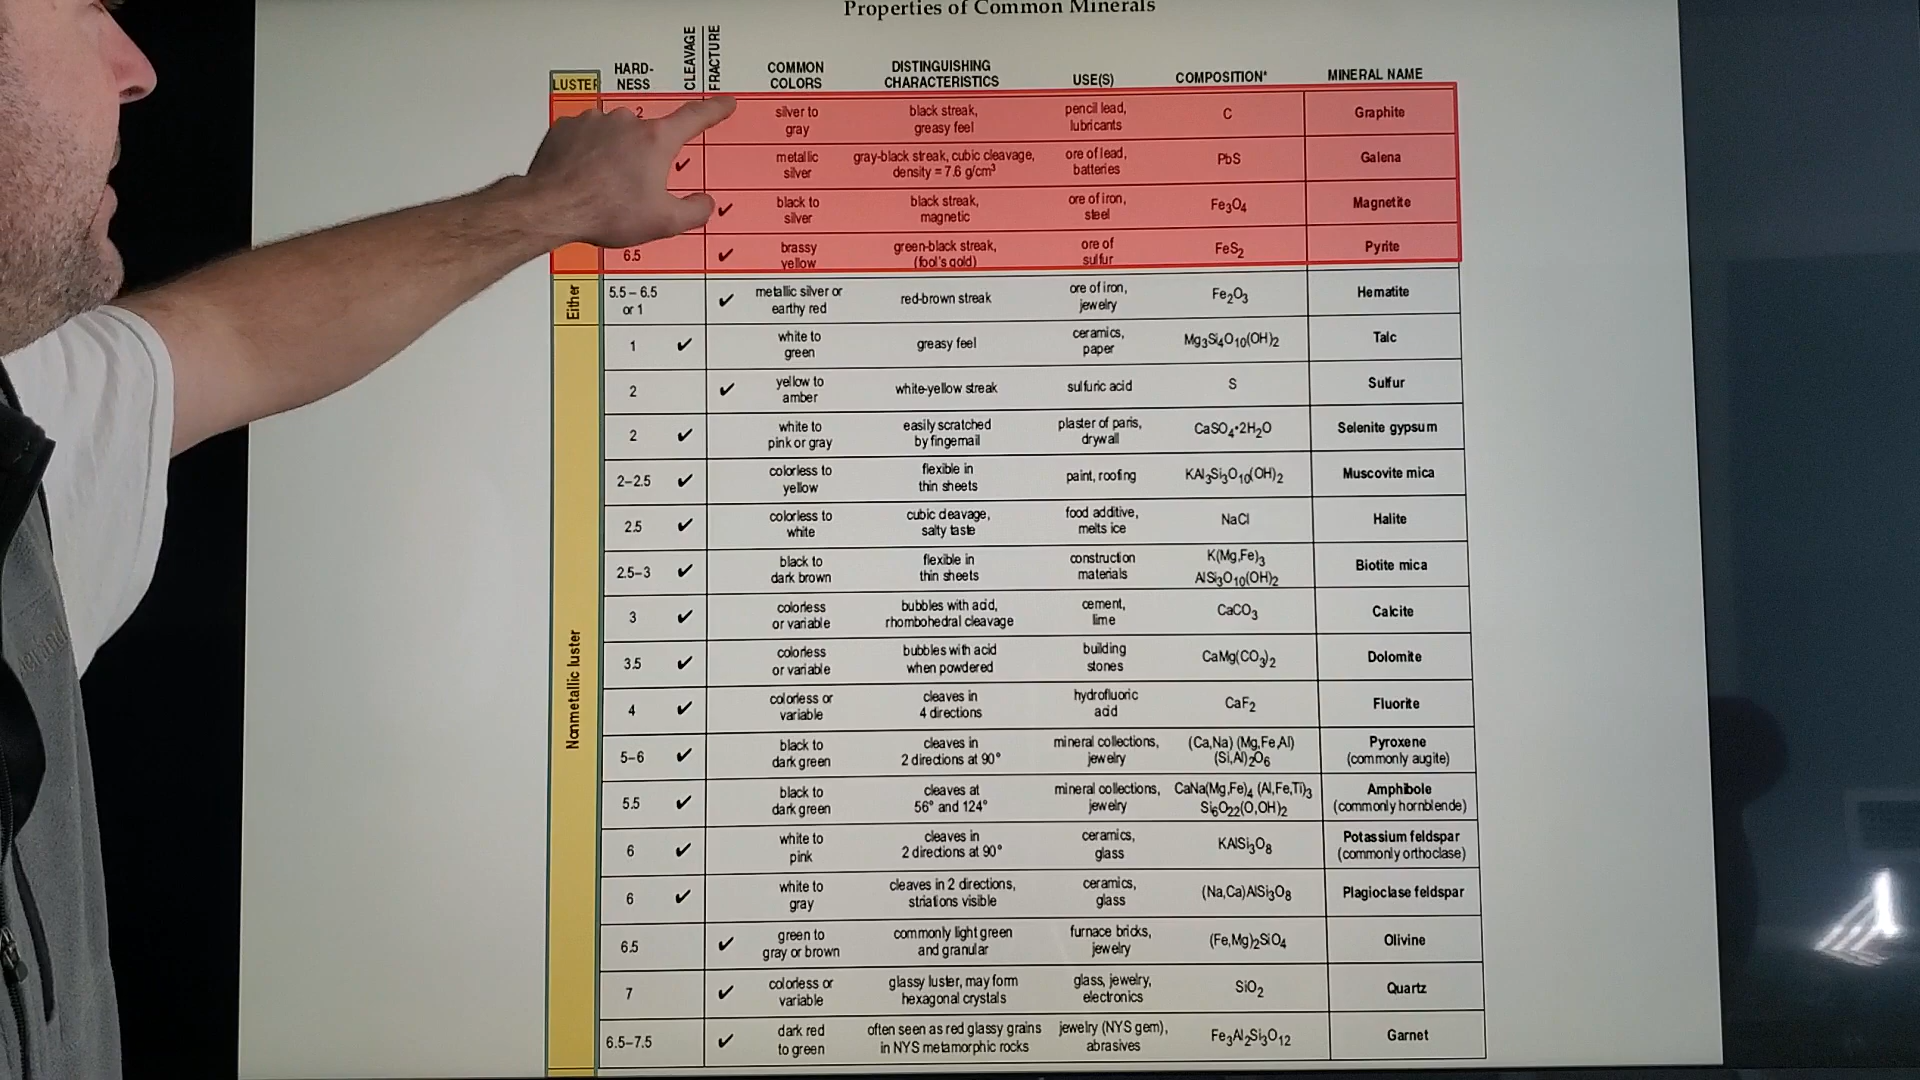 Properties of Common Minerals
LUSTER
HARD-
NESS
CLEAVAGE
FRACTURE
COMMON
COLORS
DISTINGUISHING
CHARACTERISTICS
USE(S)
COMPOSITION*
MINERAL NAME
2
silver to
gray
black streak,
greasy feel
pencil lead,
lubricants
C
Graphite
✔
metallic
silver
gray-black streak, cubic cleavage,
density = 7.6 g/cm³
ore of lead,
batteries
PbS
Galena
✔
black to
silver
black streak,
magnetic
ore of iron,
steel
Fe₃O₄
Magnetite
6.5
✔
brassy
yellow
green-black streak,
(fool's gold)
ore of
sulfur
FeS₂
Pyrite
Either
5.5 – 6.5
or 1
✔
metallic silver or
earthy red
red-brown streak
ore of iron,
jewelry
Fe₂O₃
Hematite
Nonmetallic luster
1
✔
white to
green
greasy feel
ceramics,
paper
Mg₃Si₄O₁₀(OH)₂
Talc
2
✔
yellow to
amber
white-yellow streak
sulfuric acid
S
Sulfur
2
✔
white to
pink or gray
easily scratched
by fingernail
plaster of paris,
drywall
CaSO₄•2H₂O
Selenite gypsum
2–2.5
✔
colorless to
yellow
flexible in
thin sheets
paint, roofing
KAl₃Si₃O₁₀(OH)₂
Muscovite mica
2.5
✔
colorless to
white
cubic cleavage,
salty taste
food additive,
melts ice
NaCl
Halite
2.5–3
✔
black to
dark brown
flexible in
thin sheets
construction
materials
K(Mg,Fe)₃
AlSi₃O₁₀(OH)₂
Biotite mica
3
✔
colorless
or variable
bubbles with acid,
rhombohedral cleavage
cement,
lime
CaCO₃
Calcite
3.5
✔
colorless
or variable
bubbles with acid
when powdered
building
stones
CaMg(CO₃)₂
Dolomite
4
✔
colorless or
variable
cleaves in
4 directions
hydrofluoric
acid
CaF₂
Fluorite
5–6
✔
black to
dark green
cleaves in
2 directions at 90°
mineral collections,
jewelry
(Ca,Na) (Mg,Fe,Al)
(Si,Al)₂O₆
Pyroxene
(commonly augite)
5.5
✔
black to
dark green
cleaves at
56° and 124°
mineral collections,
jewelry
CaNa(Mg,Fe)₄ (Al,Fe,Ti)₃
Si₆O₂₂(O,OH)₂
Amphibole
(commonly hornblende)
6
✔
white to
pink
cleaves in
2 directions at 90°
ceramics,
glass
KAlSi₃O₈
Potassium feldspar
(commonly orthoclase)
6
✔
white to
gray
cleaves in 2 directions,
striations visible
ceramics,
glass
(Na,Ca)AlSi₃O₈
Plagioclase feldspar
6.5
✔
green to
gray or brown
commonly light green
and granular
furnace bricks,
jewelry
(Fe,Mg)₂SiO₄
Olivine
7
✔
colorless or
variable
glassy luster, may form
hexagonal crystals
glass, jewelry,
electronics
SiO₂
Quartz
6.5–7.5
✔
dark red
to green
often seen as red glassy grains
in NYS metamorphic rocks
jewelry (NYS gem),
abrasives
Fe₃Al₂Si₃O₁₂
Garnet